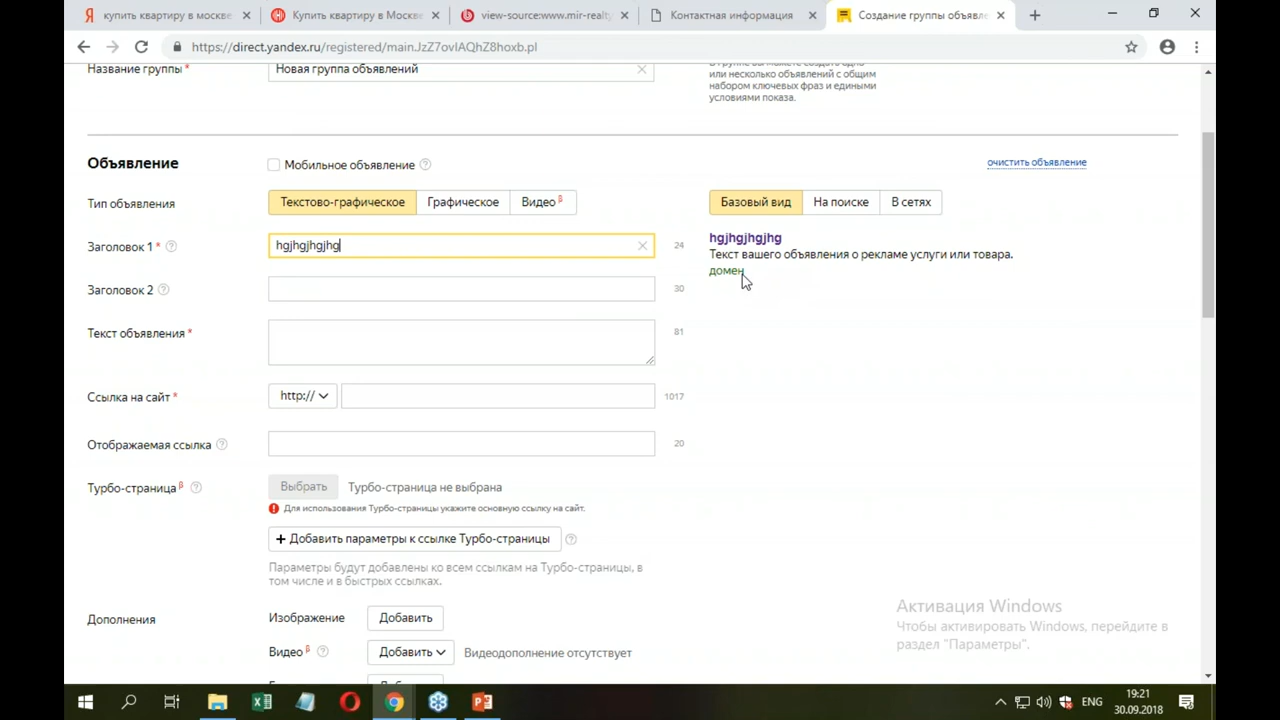 купить квартиру в москве
Купить квартиру в Москве
view-source:www.mir-realty
Контактная информация
Создание группы объявле
https://direct.yandex.ru/registered/main.JzZ7ovIAQhZ8hoxb.pl
Название группы*
Новая группа объявлений
или несколько объявлений с общим
набором ключевых фраз и едиными
условиями показа.
Объявление
Мобильное объявление
очистить объявление
Тип объявления
Текстово-графическое
Графическое
Видео β
Базовый вид
На поиске
В сетях
Заголовок 1 *
hgjhgjhgjhg
24
hgjhgjhgjhg
Текст вашего объявления о рекламе услуги или товара.
домен
Заголовок 2
30
Текст объявления *
81
Ссылка на сайт *
http://
1017
Отображаемая ссылка
20
Турбо-страница β
Выбрать
Турбо-страница не выбрана
Для использования Турбо-страницы укажите основную ссылку на сайт.
+ Добавить параметры к ссылке Турбо-страницы
Параметры будут добавлены ко всем ссылкам на Турбо-страницы, в
том числе и в быстрых ссылках.
Дополнения
Изображение
Добавить
Видео β
Добавить
Видеодополнение отсутствует
Активация Windows
Чтобы активировать Windows, перейдите в
раздел "Параметры".
ENG
19:21
30.09.2018